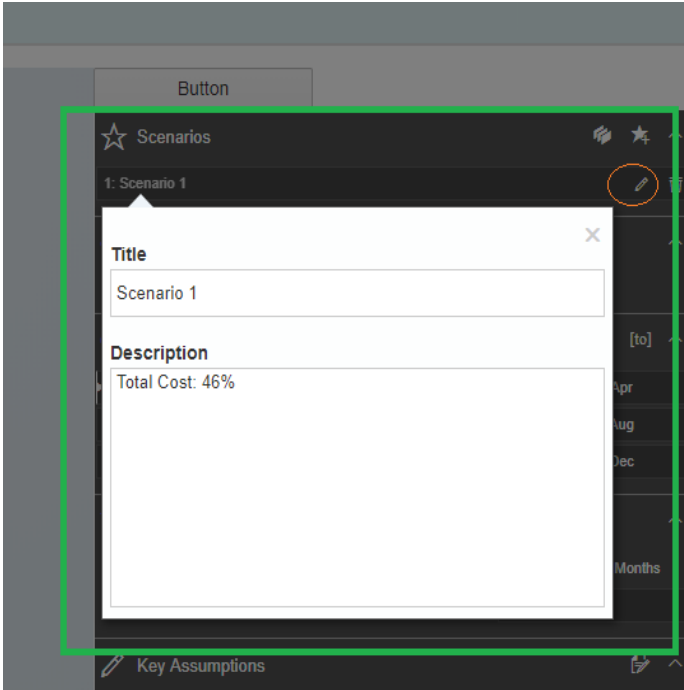 Button
Scenarios
1: Scenario 1
Title
Scenario 1
Description
Total Cost: 46%
[to]
Apr
Aug
Dec
Months
Key Assumptions